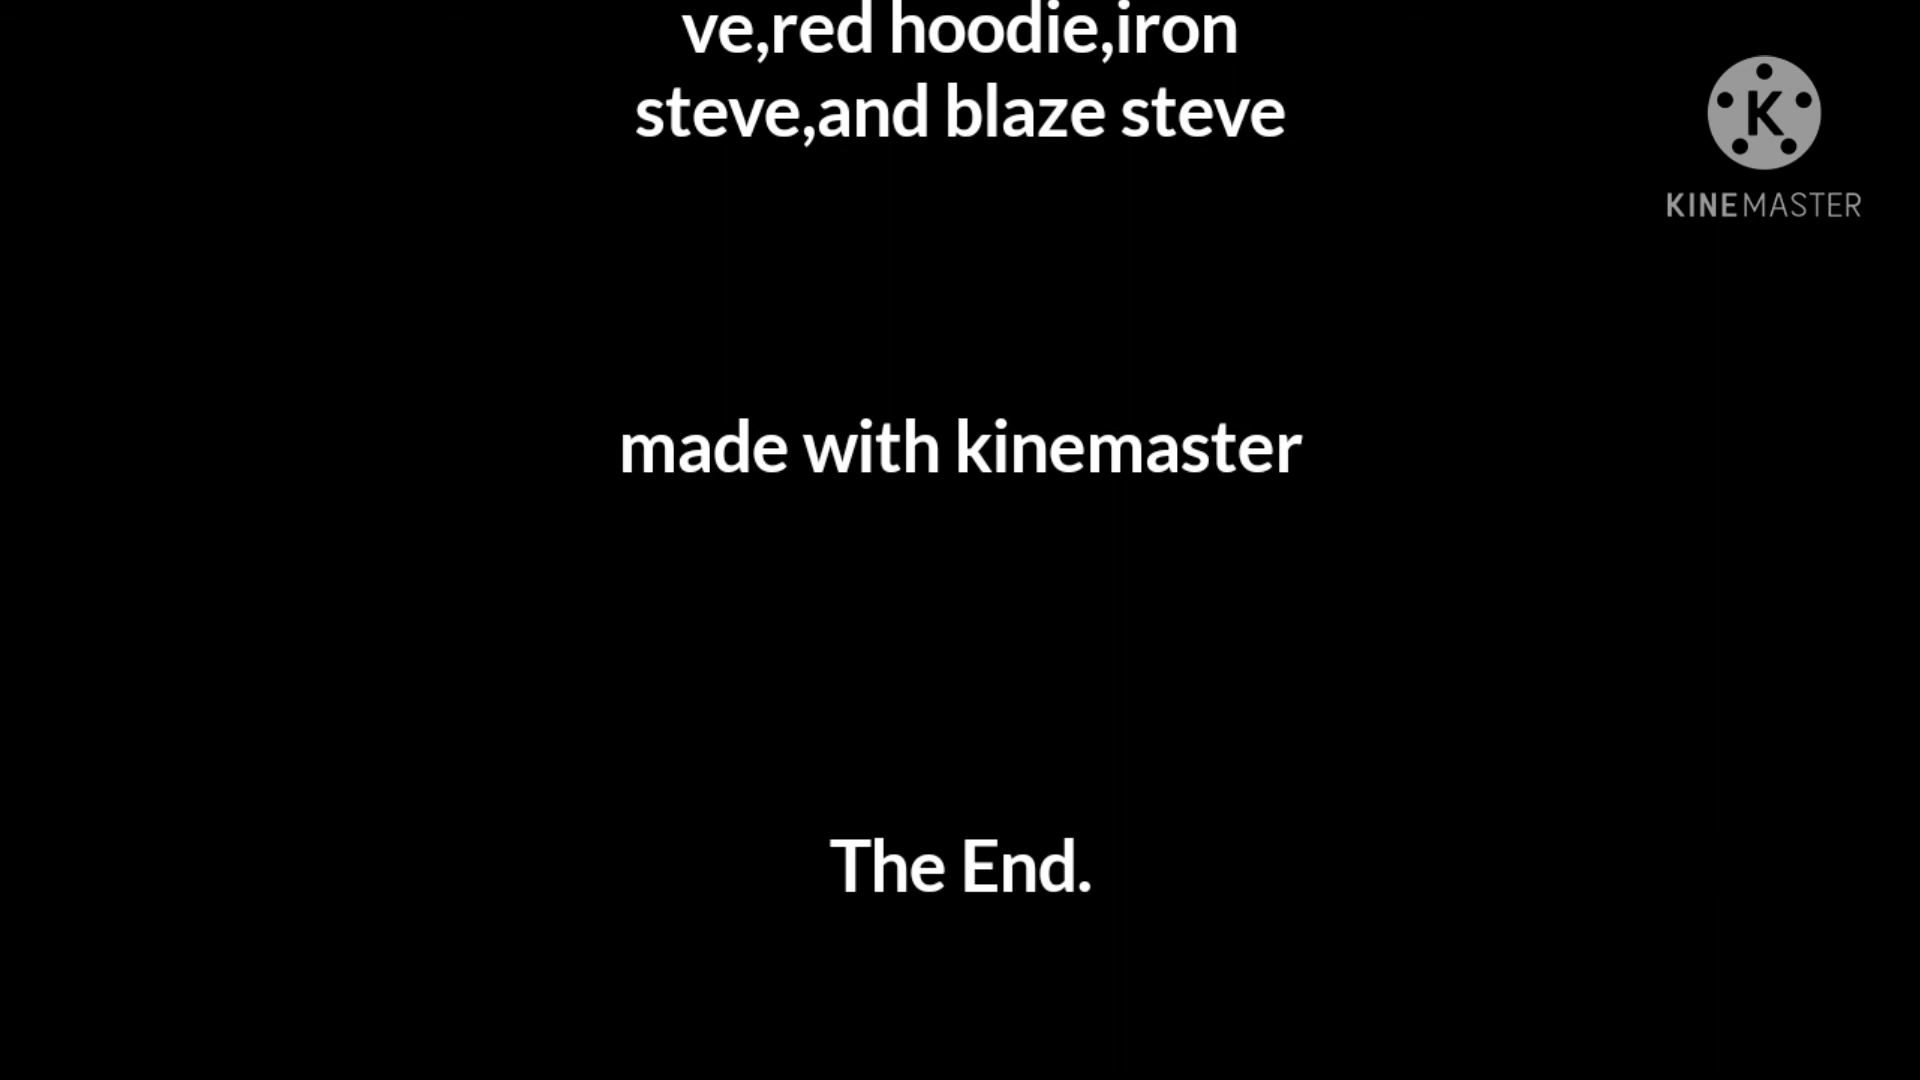 ve,red hoodie,iron
steve,and blaze steve
K
KINEMASTER
made with kinemaster
The End.